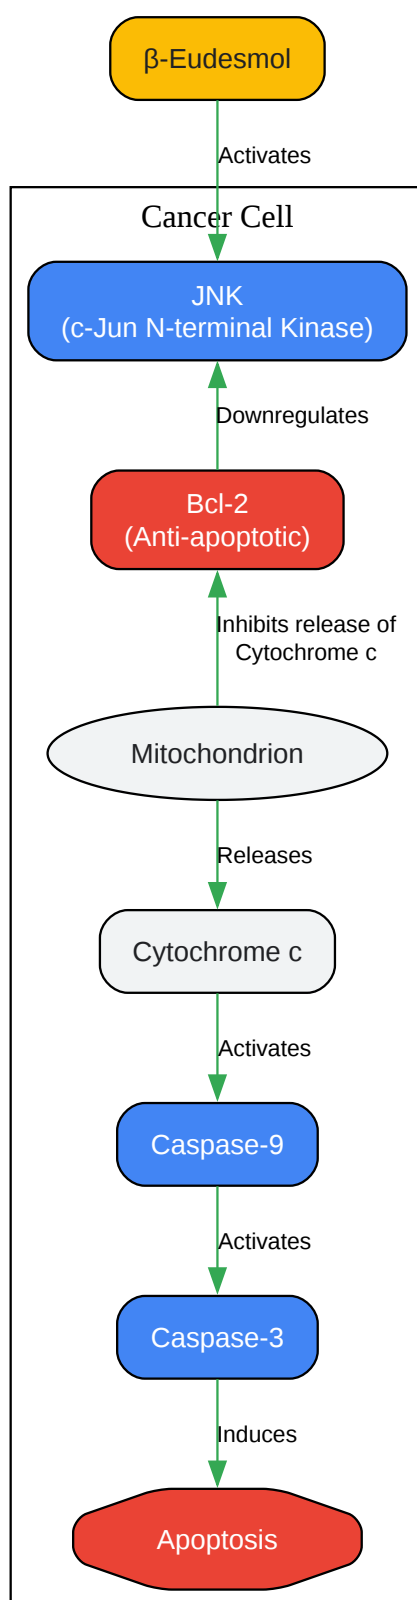 β-Eudesmol
Activates
Cancer Cell
JNK
(c-Jun N-terminal Kinase)
Downregulates
Bcl-2
(Anti-apoptotic)
Inhibits release of
Cytochrome c
Mitochondrion
Releases
Cytochrome c
Activates
Caspase-9
Activates
Caspase-3
Induces
Apoptosis